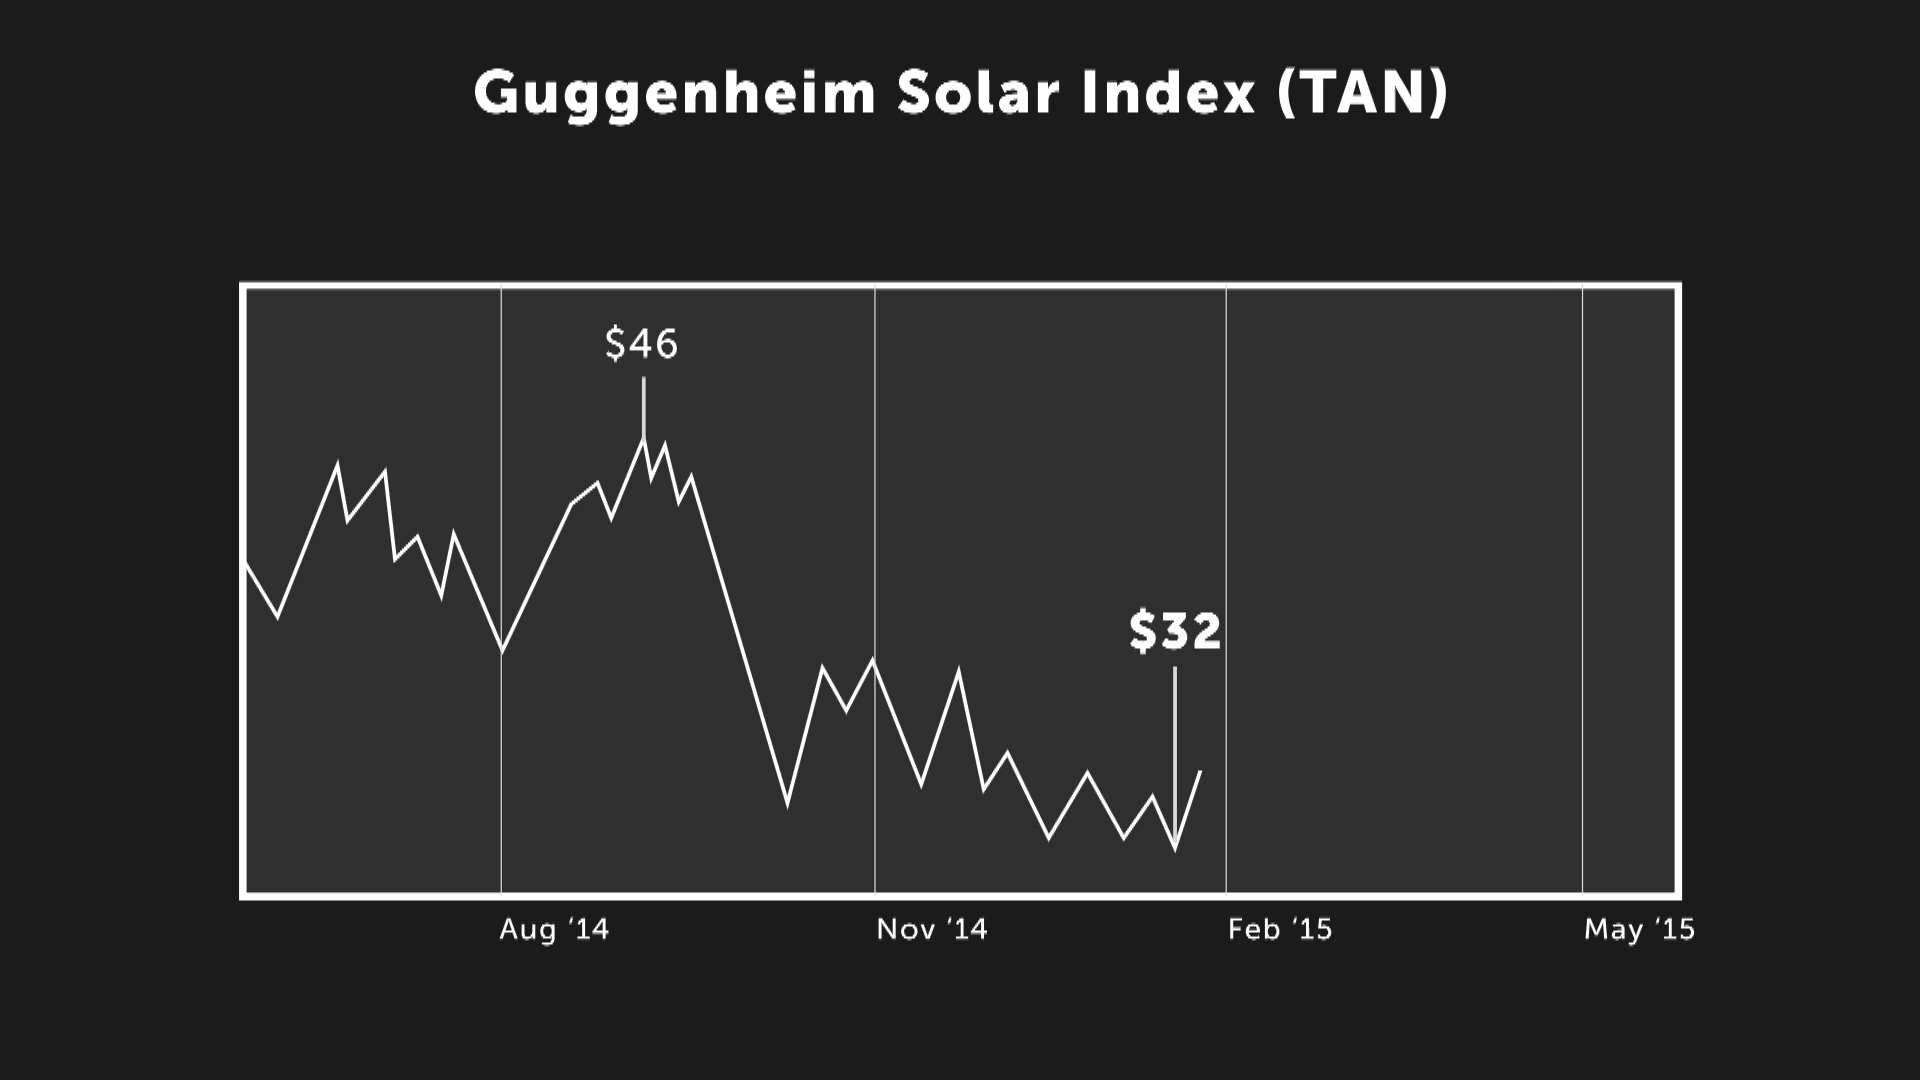 Guggenheim Solar Index (TAN)
$46
$32
Aug ‘14
Nov ‘14
Feb ‘15
May ‘15